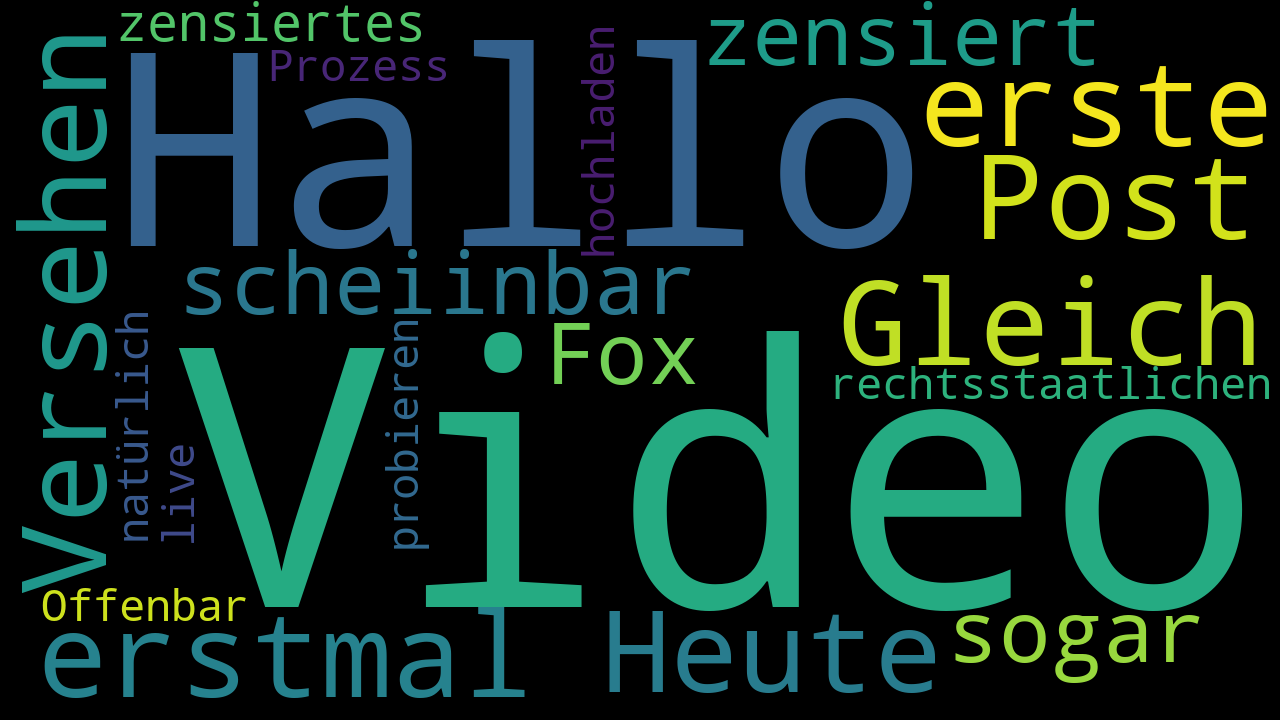 zensiertes
zensiert
Prozess
Hallo
hochladen
erste
Post
Versehen
scheiinbar
Gleich
Fox
rechtsstaatlichen
natürlich
live
probieren
Video
Offenbar
erstmal
Heute
sogar